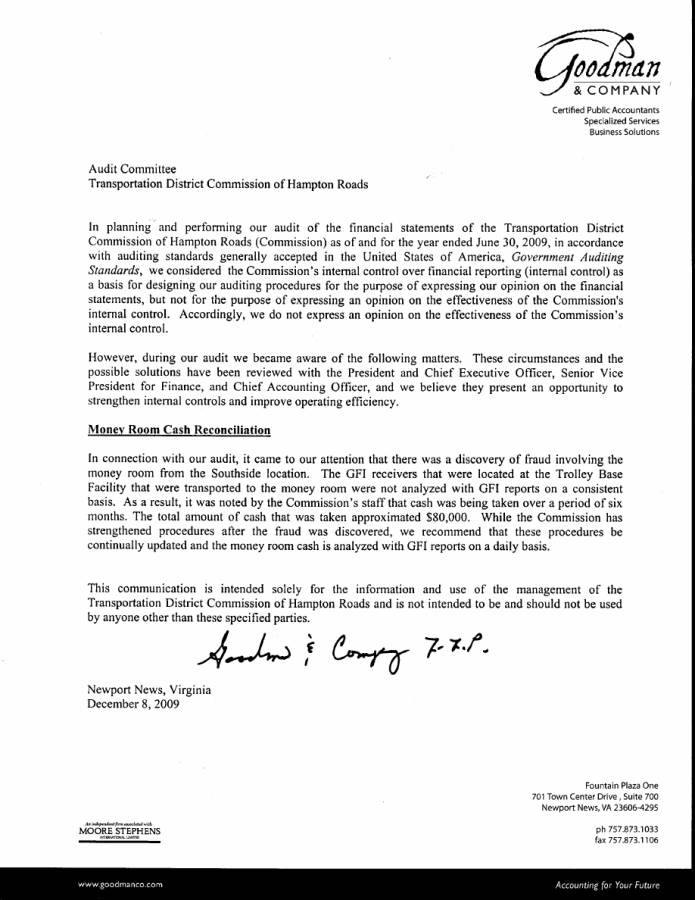 Goodman
& COMPANY
Certified Public Accountants
Specialized Services
Business Solutions
Audit Committee
Transportation District Commission of Hampton Roads
In planning and performing our audit of the financial statements of the Transportation District
Commission of Hampton Roads (Commission) as of and for the year ended June 30, 2009, in accordance
with auditing standards generally accepted in the United States of America, Government Auditing
Standards, we considered the Commission's internal control over financial reporting (internal control) as
a basis for designing our auditing procedures for the purpose of expressing our opinion on the financial
statements, but not for the purpose of expressing an opinion on the effectiveness of the Commission's
internal control. Accordingly, we do not express an opinion on the effectiveness of the Commission's
internal control.
However, during our audit we became aware of the following matters. These circumstances and the
possible solutions have been reviewed with the President and Chief Executive Officer, Senior Vice
President for Finance, and Chief Accounting Officer, and we believe they present an opportunity to
strengthen internal controls and improve operating efficiency.
Money Room Cash Reconciliation
In connection with our audit, it came to our attention that there was a discovery of fraud involving the
money room from the Southside location. The GFI receivers that were located at the Trolley Base
Facility that were transported to the money room were not analyzed with GFI reports on a consistent
basis. As a result, it was noted by the Commission's staff that cash was being taken over a period of six
months. The total amount of cash that was taken approximated $80,000. While the Commission has
strengthened procedures after the fraud was discovered, we recommend that these procedures be
continually updated and the money room cash is analyzed with GFI reports on a daily basis.
This communication is intended solely for the information and use of the management of the
Transportation District Commission of Hampton Roads and is not intended to be and should not be used
by anyone other than these specified parties.
Goodman & Company L.L.P.
Newport News, Virginia
December 8, 2009
Fountain Plaza One
701 Town Center Drive , Suite 700
Newport News, VA 23606-4295
An independent firm associated with
MOORE STEPHENS
INTERNATIONAL LIMITED
ph 757.873.1033
fax 757.873.1106
www.goodmanco.com
Accounting for Your Future